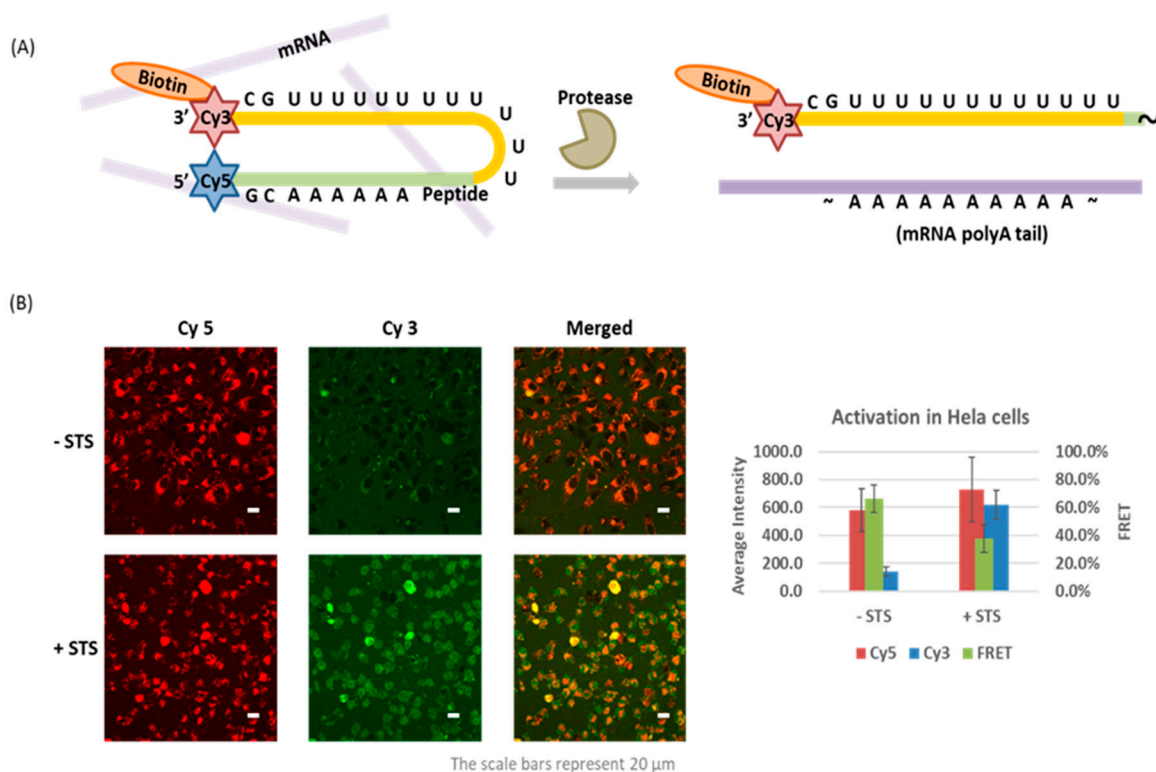 (A)
mRNA
Biotin
3' Cy3 C G U U U U U U U U U
U
U
U
5' Cy5 G C A A A A A A Peptide
Protease
Biotin
3' Cy3 C G U U U U U U U U U U U U U ~
~ A A A A A A A A A A ~
(mRNA polyA tail)
(B)
Cy 5 Cy 3 Merged
- STS
+ STS
The scale bars represent 20 μm
Activation in Hela cells
Average Intensity
1000.0
800.0
600.0
400.0
200.0
0.0
100.0%
80.0%
60.0%
40.0%
20.0%
0.0%
FRET
- STS + STS
Cy5 Cy3 FRET